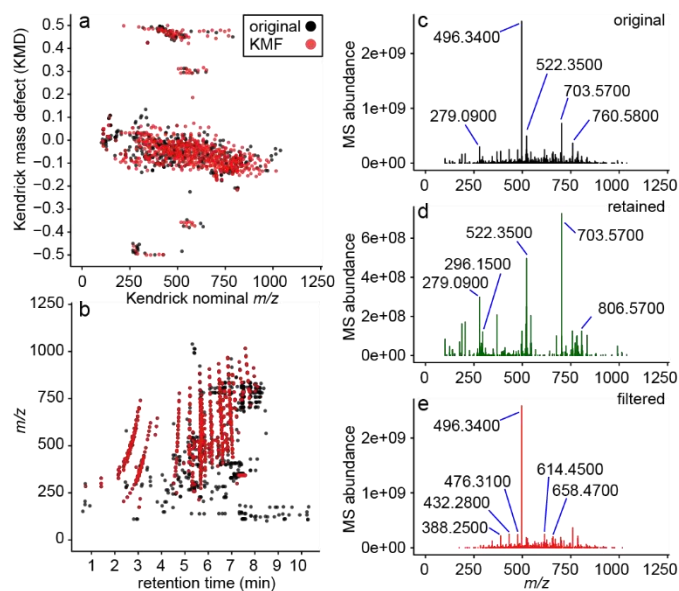 a
original
KMF
0.5
0.4
0.3
0.2
0.1
0.0
−0.1
−0.2
−0.3
−0.4
−0.5
Kendrick mass defect (KMD)
0 250 500 750 1000 1250
Kendrick nominal m/z
b
1250
1000
750
500
250
0
m/z
1 2 3 4 5 6 7 8 9 10
retention time (min)
c original
496.3400
522.3500
703.5700
279.0900
760.5800
2e+09
1e+09
0e+00
MS abundance
0 250 500 750 1000 1250
d retained
703.5700
522.3500
296.1500
279.0900
806.5700
6e+08
4e+08
2e+08
0e+00
MS abundance
0 250 500 750 1000 1250
e filtered
496.3400
476.3100
614.4500
432.2800
658.4700
388.2500
2e+09
1e+09
0e+00
MS abundance
0 250 500 750 1000 1250
m/z